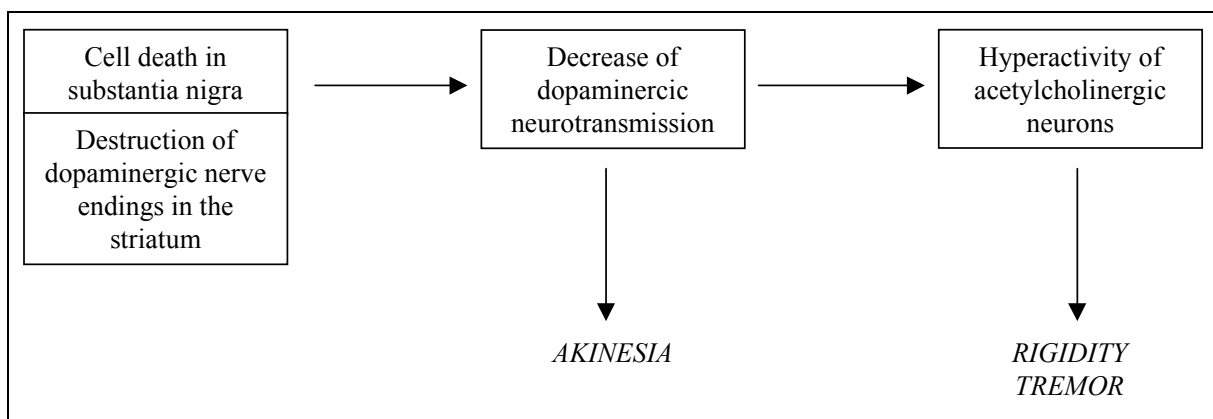 Cell death in
substantia nigra
Destruction of
dopaminergic nerve
endings in the
striatum
Decrease of
dopaminercic
neurotransmission
Hyperactivity of
acetylcholinergic
neurons
AKINESIA
RIGIDITY
TREMOR